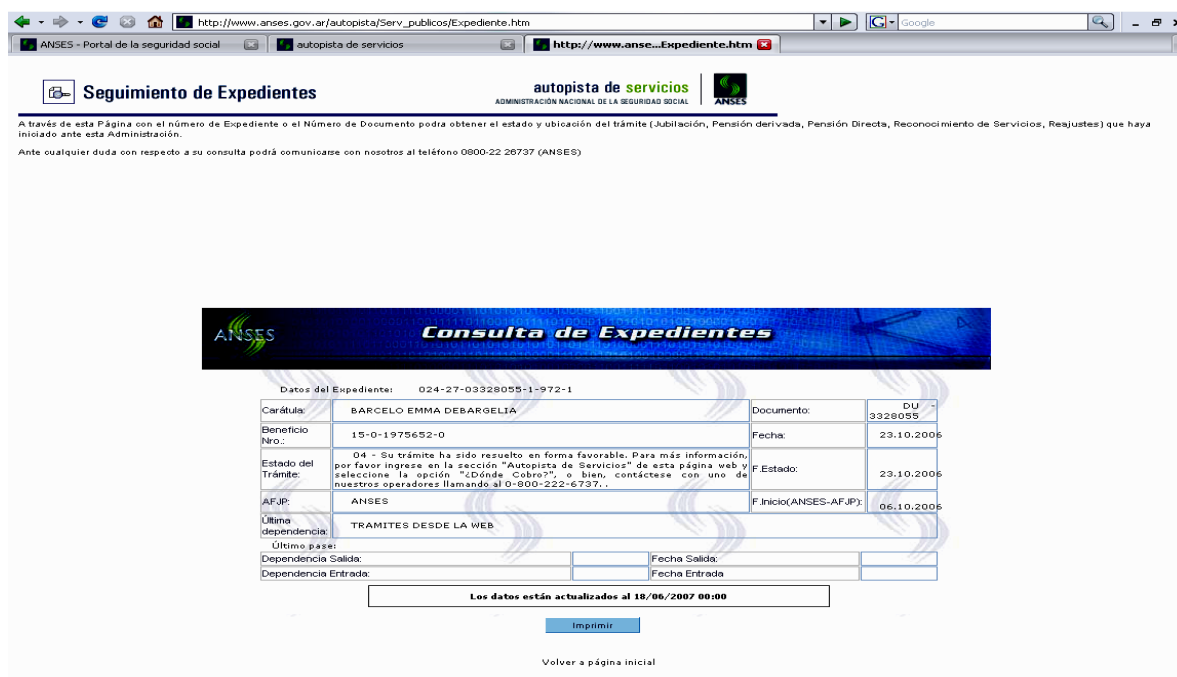 http://www.anses.gov.ar/autopista/Serv_publicos/Expediente.htm
Google
ANSES - Portal de la seguridad social
autopista de servicios
http://www.anse...Expediente.htm
Seguimiento de Expedientes
autopista de servicios
ADMINISTRACIÓN NACIONAL DE LA SEGURIDAD SOCIAL
ANSES
A través de esta Página con el número de Expediente o el Número de Documento podra obtener el estado y ubicación del trámite (Jubilación, Pensión derivada, Pensión Directa, Reconocimiento de Servicios, Reajustes) que haya
iniciado ante esta Administración.
Ante cualquier duda con respecto a su consulta podrá comunicarse con nosotros al teléfono 0800-22 26737 (ANSES)
ANSES
Consulta de Expedientes
Datos del Expediente: 024-27-03328055-1-972-1
Carátula: BARCELO EMMA DEBARGELIA Documento: DU -
3328055
Beneficio
Nro.: 15-0-1975652-0 Fecha: 23.10.2006
Estado del
Trámite:
04 - Su trámite ha sido resuelto en forma favorable. Para más información,
por favor ingrese en la sección "Autopista de Servicios" de esta página web y
seleccione la opción "¿Dónde Cobro?", o bien, contáctese con uno de
nuestros operadores llamando al 0-800-222-6737. .
F.Estado: 23.10.2006
AFJP: ANSES F.Inicio(ANSES-AFJP): 06.10.2006
Última
dependencia: TRAMITES DESDE LA WEB
Último pase:
Dependencia Salida: Fecha Salida:
Dependencia Entrada: Fecha Entrada
Los datos están actualizados al 18/06/2007 00:00
Imprimir
Volver a página inicial